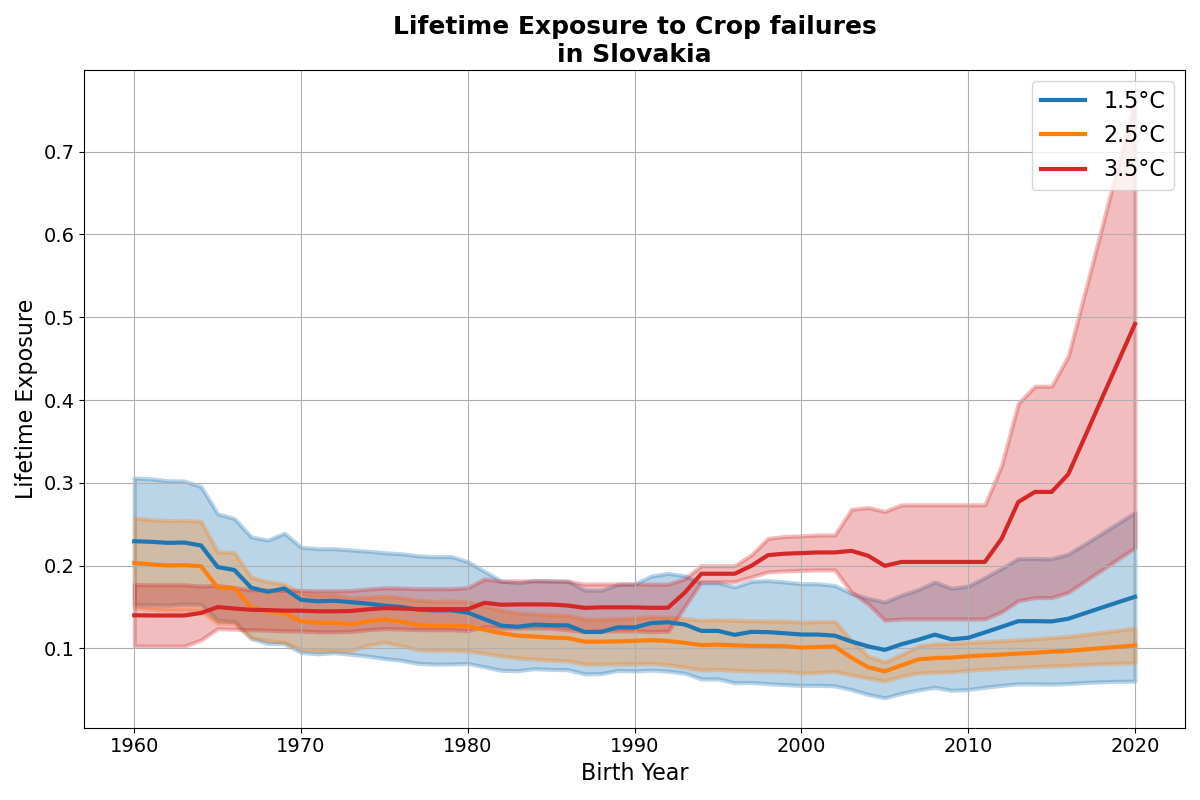 Lifetime Exposure to Crop failures
in Slovakia
1.5°C
2.5°C
3.5°C
Lifetime Exposure
0.7
0.6
0.5
0.4
0.3
0.2
0.1
1960 1970 1980 1990 2000 2010 2020
Birth Year